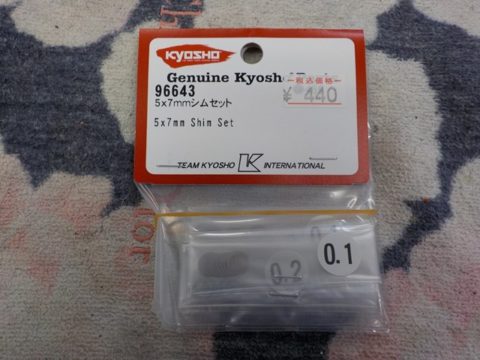 KYOSHO
Genuine Kyosho
税込価格
96643
¥440
5x7mmシムセット
5x7mm Shim Set
TEAM KYOSHO K INTERNATIONAL
0.1
0.2